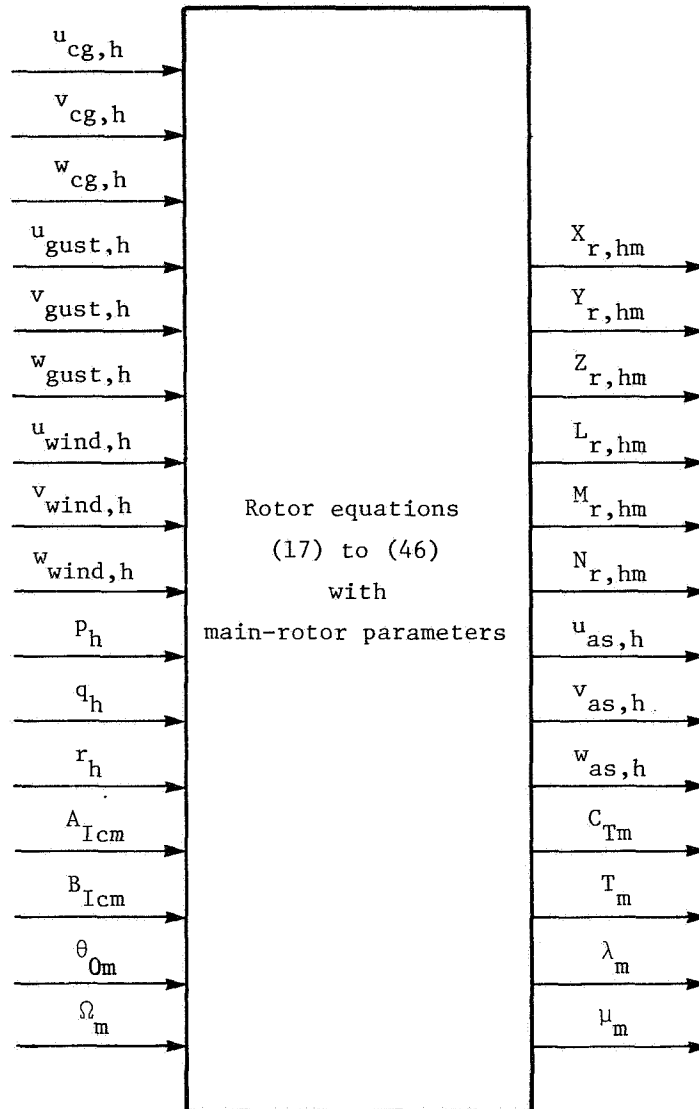 u_cg,h
v_cg,h
w_cg,h
u_gust,h
v_gust,h
w_gust,h
u_wind,h
v_wind,h
w_wind,h
p_h
q_h
r_h
A_Icm
B_Icm
θ_0m
Ω_m
Rotor equations
(17) to (46)
with
main-rotor parameters
X_r,hm
Y_r,hm
Z_r,hm
L_r,hm
M_r,hm
N_r,hm
u_as,h
v_as,h
w_as,h
C_Tm
T_m
λ_m
μ_m